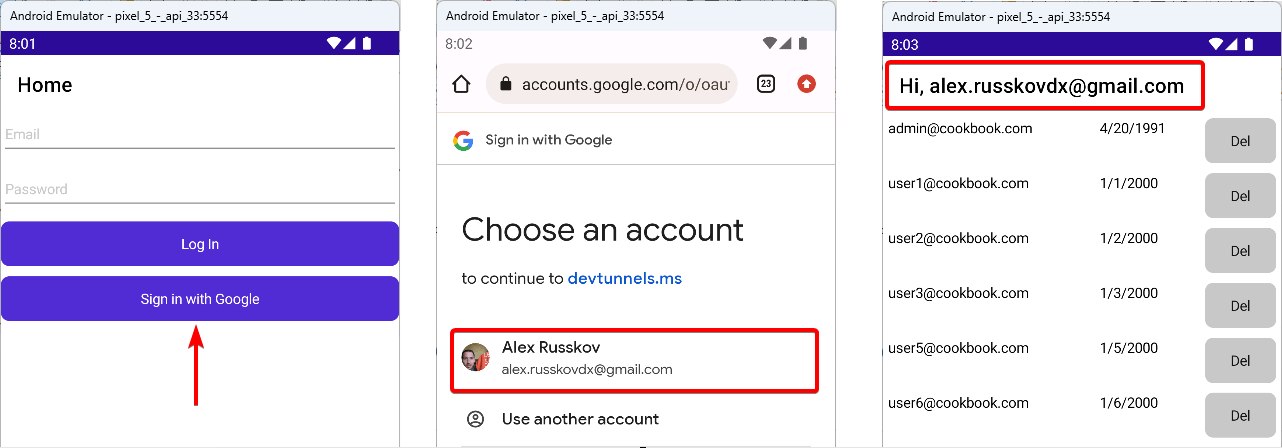 Android Emulator - pixel_5_-_api_33:5554
8:01
Home
Email
Password
Log In
Sign in with Google
Android Emulator - pixel_5_-_api_33:5554
8:02
accounts.google.com/o/oau
23
Sign in with Google
Choose an account
to continue to devtunnels.ms
Alex Russkov
alex.russkovdx@gmail.com
Use another account
Android Emulator - pixel_5_-_api_33:5554
8:03
Hi, alex.russkovdx@gmail.com
admin@cookbook.com 4/20/1991 Del
user1@cookbook.com 1/1/2000 Del
user2@cookbook.com 1/2/2000 Del
user3@cookbook.com 1/3/2000 Del
user5@cookbook.com 1/5/2000 Del
user6@cookbook.com 1/6/2000 Del